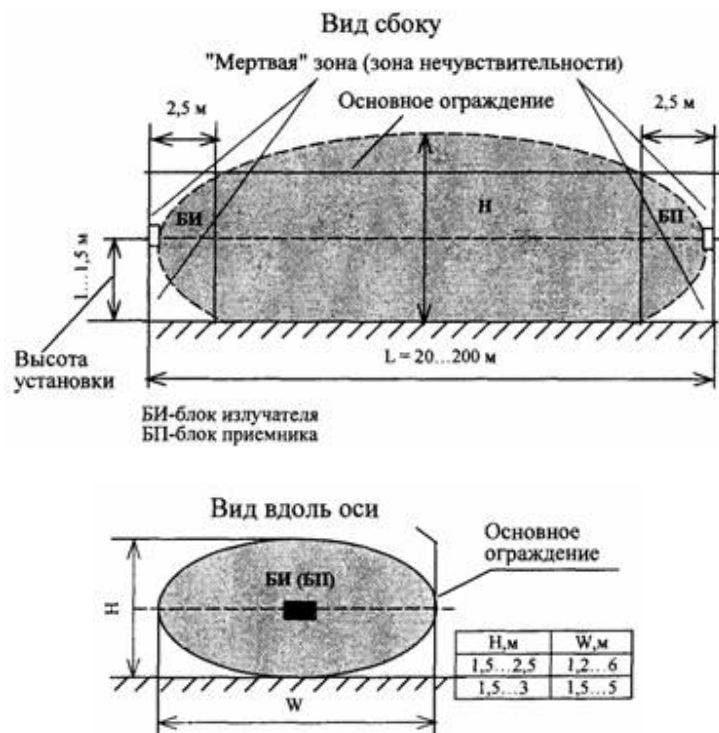 Вид сбоку
"Мертвая" зона (зона нечувствительности)
2,5 м
Основное ограждение
2,5 м
БИ
Н
БП
1...1,5 м
Высота
установки
L = 20...200 м
БИ-блок излучателя
БП-блок приемника
Вид вдоль оси
Основное
ограждение
БИ (БП)
Н
Н,м W,м
1,5...2,5 1,2...6
1,5...3 1,5...5
W